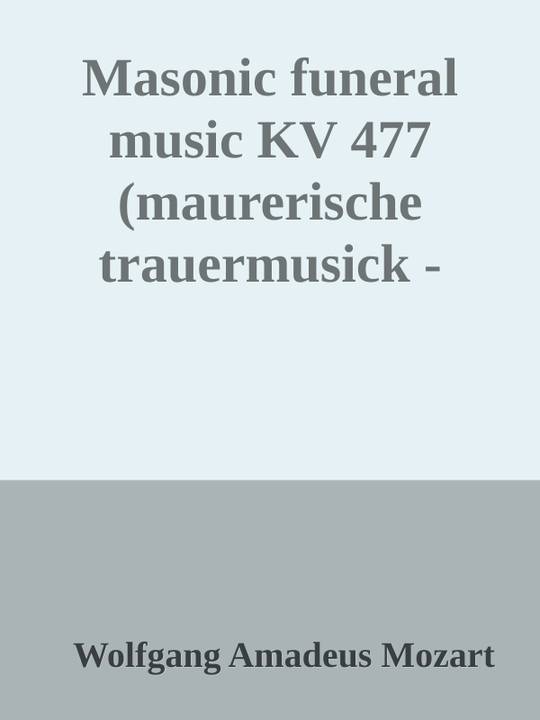 Masonic funeral
music KV 477
(maurerische
trauermusick -
Wolfgang Amadeus Mozart